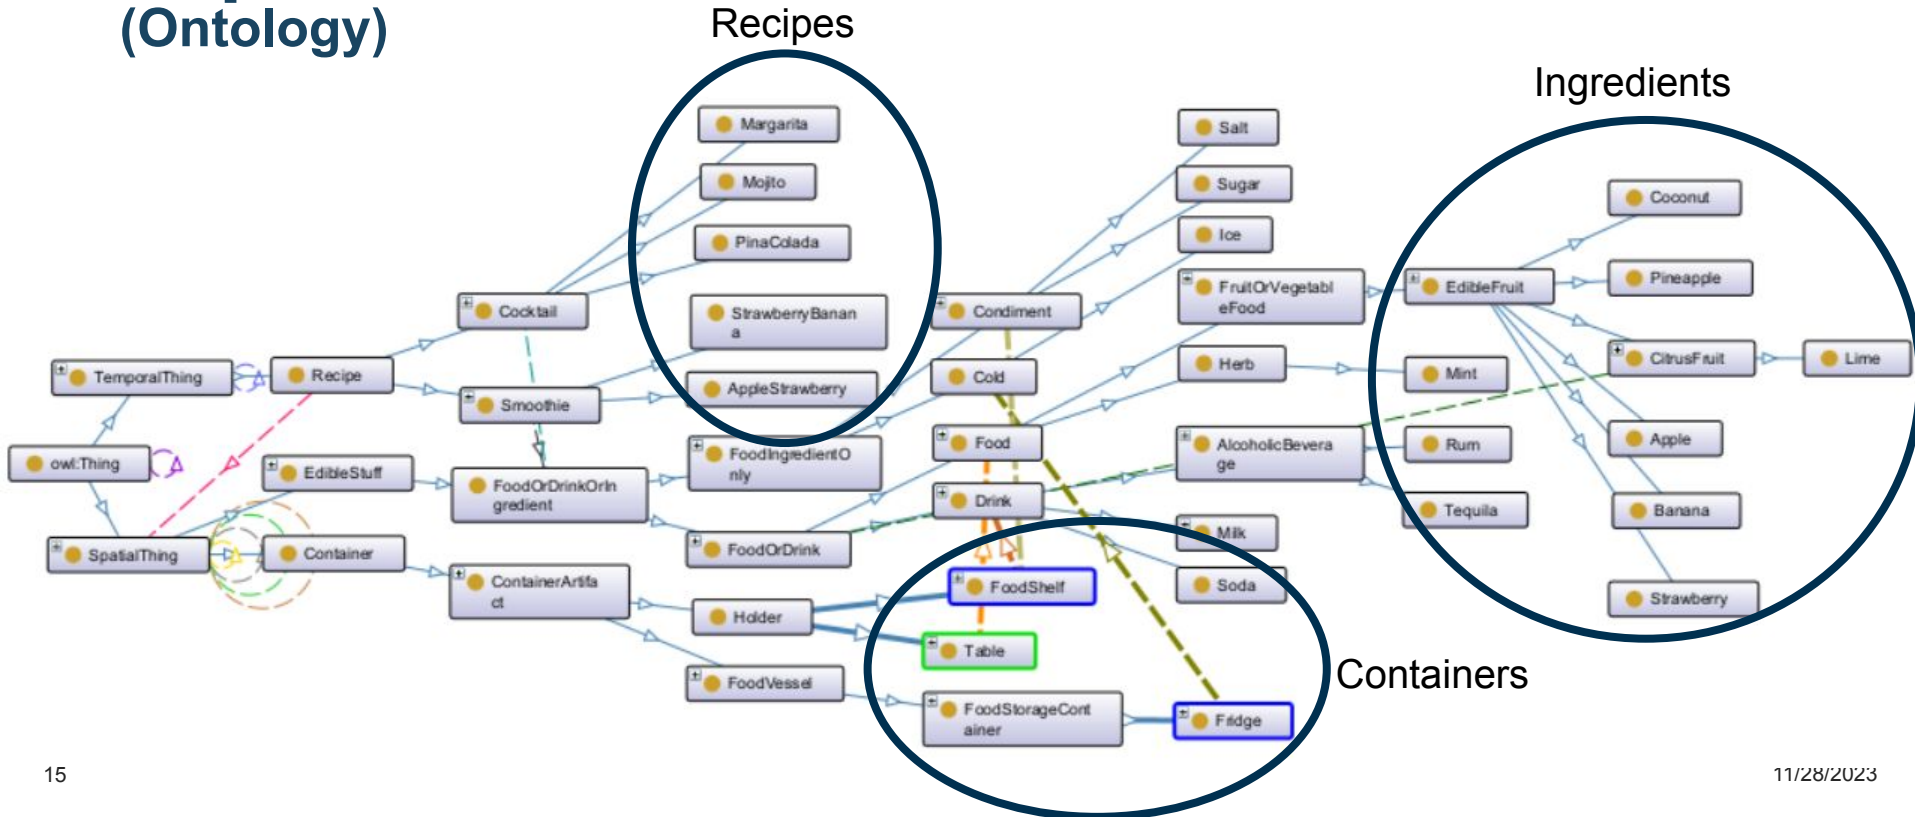 (Ontology)
Recipes
Ingredients
Containers
Margarita
Mojito
PinaColada
StrawberryBanan
a
AppleStrawberry
Cocktail
Smoothie
TemporalThing
Recipe
owl:Thing
EdibleStuff
SpatialThing
Container
FoodOrDrinkOrIn
gredient
FoodIngredientO
nly
FoodOrDrink
ContainerArtifa
ct
Holder
FoodVessel
Condiment
Cold
Food
Drink
FoodShelf
Table
FoodStorageCont
ainer
Fridge
Salt
Sugar
Ice
FruitOrVegetabl
eFood
Herb
AlcoholicBevera
ge
Milk
Soda
EdibleFruit
Mint
Rum
Tequila
Coconut
Pineapple
CitrusFruit
Lime
Apple
Banana
Strawberry
15
11/28/2023